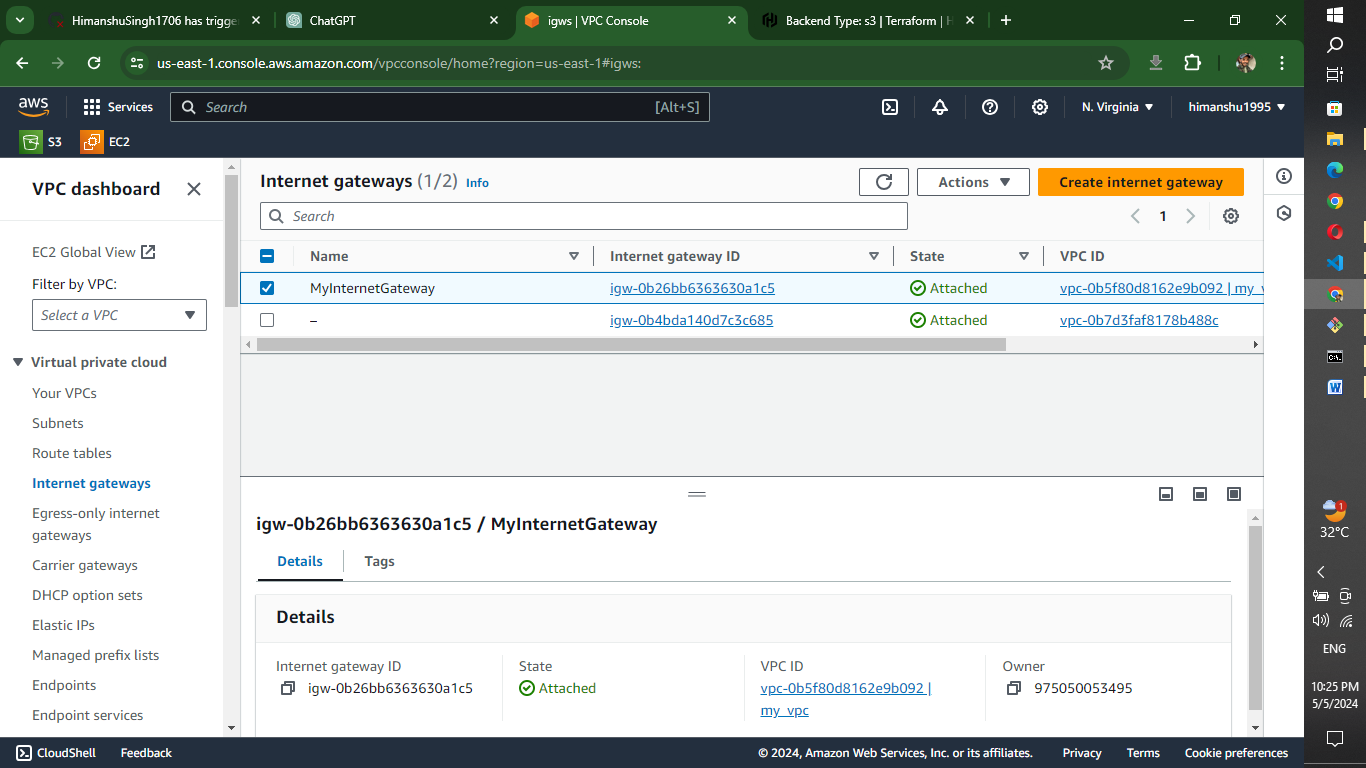 HimanshuSingh1706 has trigge
ChatGPT
igws | VPC Console
Backend Type: s3 | Terraform | H
us-east-1.console.aws.amazon.com/vpcconsole/home?region=us-east-1#igws:
aws
Services
Search
[Alt+S]
N. Virginia
himanshu1995
S3
EC2
VPC dashboard
EC2 Global View
Filter by VPC:
Select a VPC
Virtual private cloud
Your VPCs
Subnets
Route tables
Internet gateways
Egress-only internet
gateways
Carrier gateways
DHCP option sets
Elastic IPs
Managed prefix lists
Endpoints
Endpoint services
Internet gateways (1/2) Info
Actions
Create internet gateway
Search
1
Name Internet gateway ID State VPC ID
MyInternetGateway igw-0b26bb6363630a1c5 Attached vpc-0b5f80d8162e9b092 | my_v
– igw-0b4bda140d7c3c685 Attached vpc-0b7d3faf8178b488c
igw-0b26bb6363630a1c5 / MyInternetGateway
Details
Tags
Details
Internet gateway ID
igw-0b26bb6363630a1c5
State
Attached
VPC ID
vpc-0b5f80d8162e9b092 |
my_vpc
Owner
975050053495
CloudShell
Feedback
© 2024, Amazon Web Services, Inc. or its affiliates.
Privacy
Terms
Cookie preferences
1
32°C
ENG
10:25 PM
5/5/2024